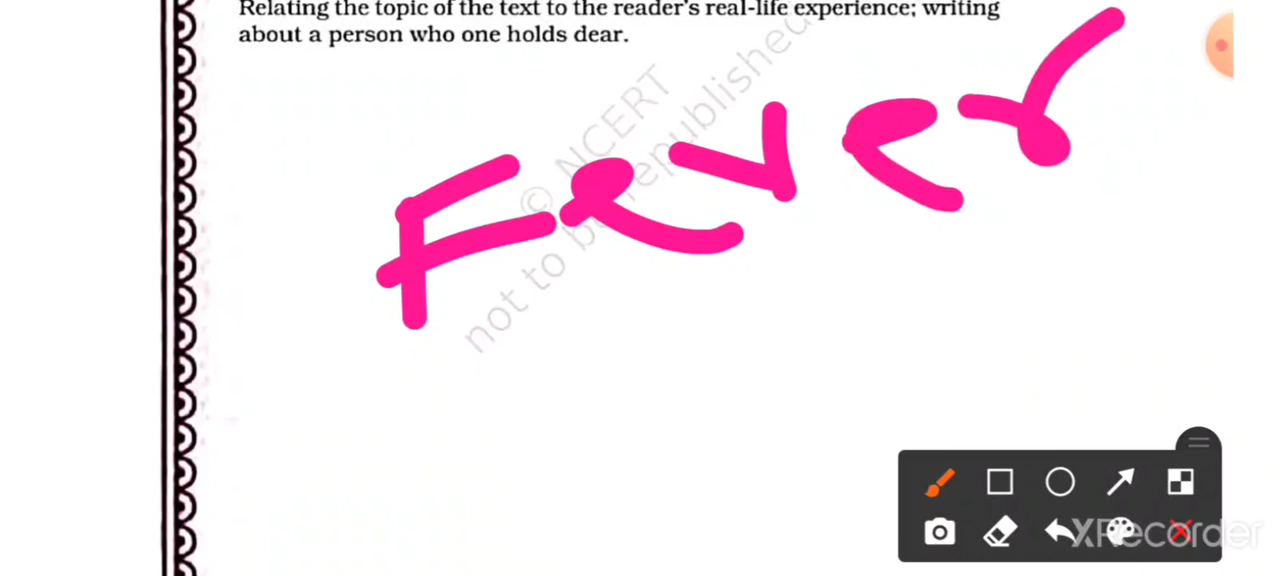 Relating the topic of the text to the reader's real-life experience; writing
about a person who one holds dear.
© NCERT
not to be republished
Fever
XRecorder